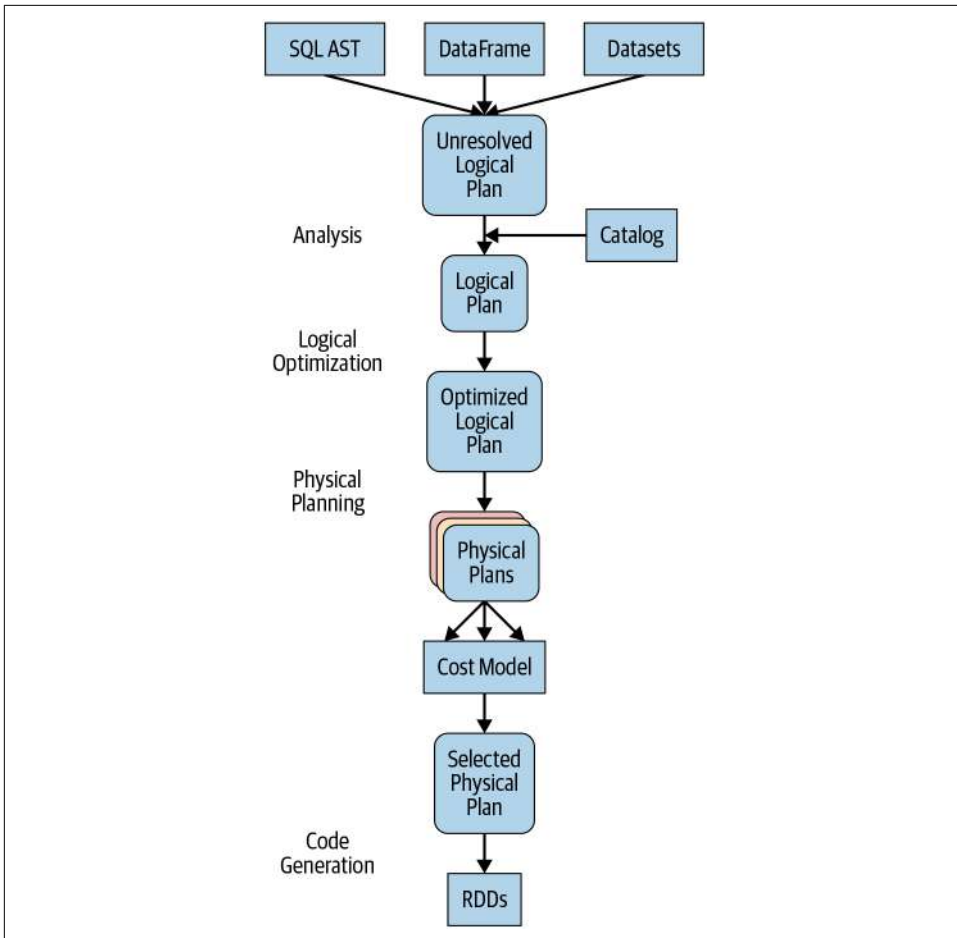 SQL AST
DataFrame
Datasets
Unresolved
Logical
Plan
Analysis
Catalog
Logical
Plan
Logical
Optimization
Optimized
Logical
Plan
Physical
Planning
Physical
Plans
Cost Model
Selected
Physical
Plan
Code
Generation
RDDs